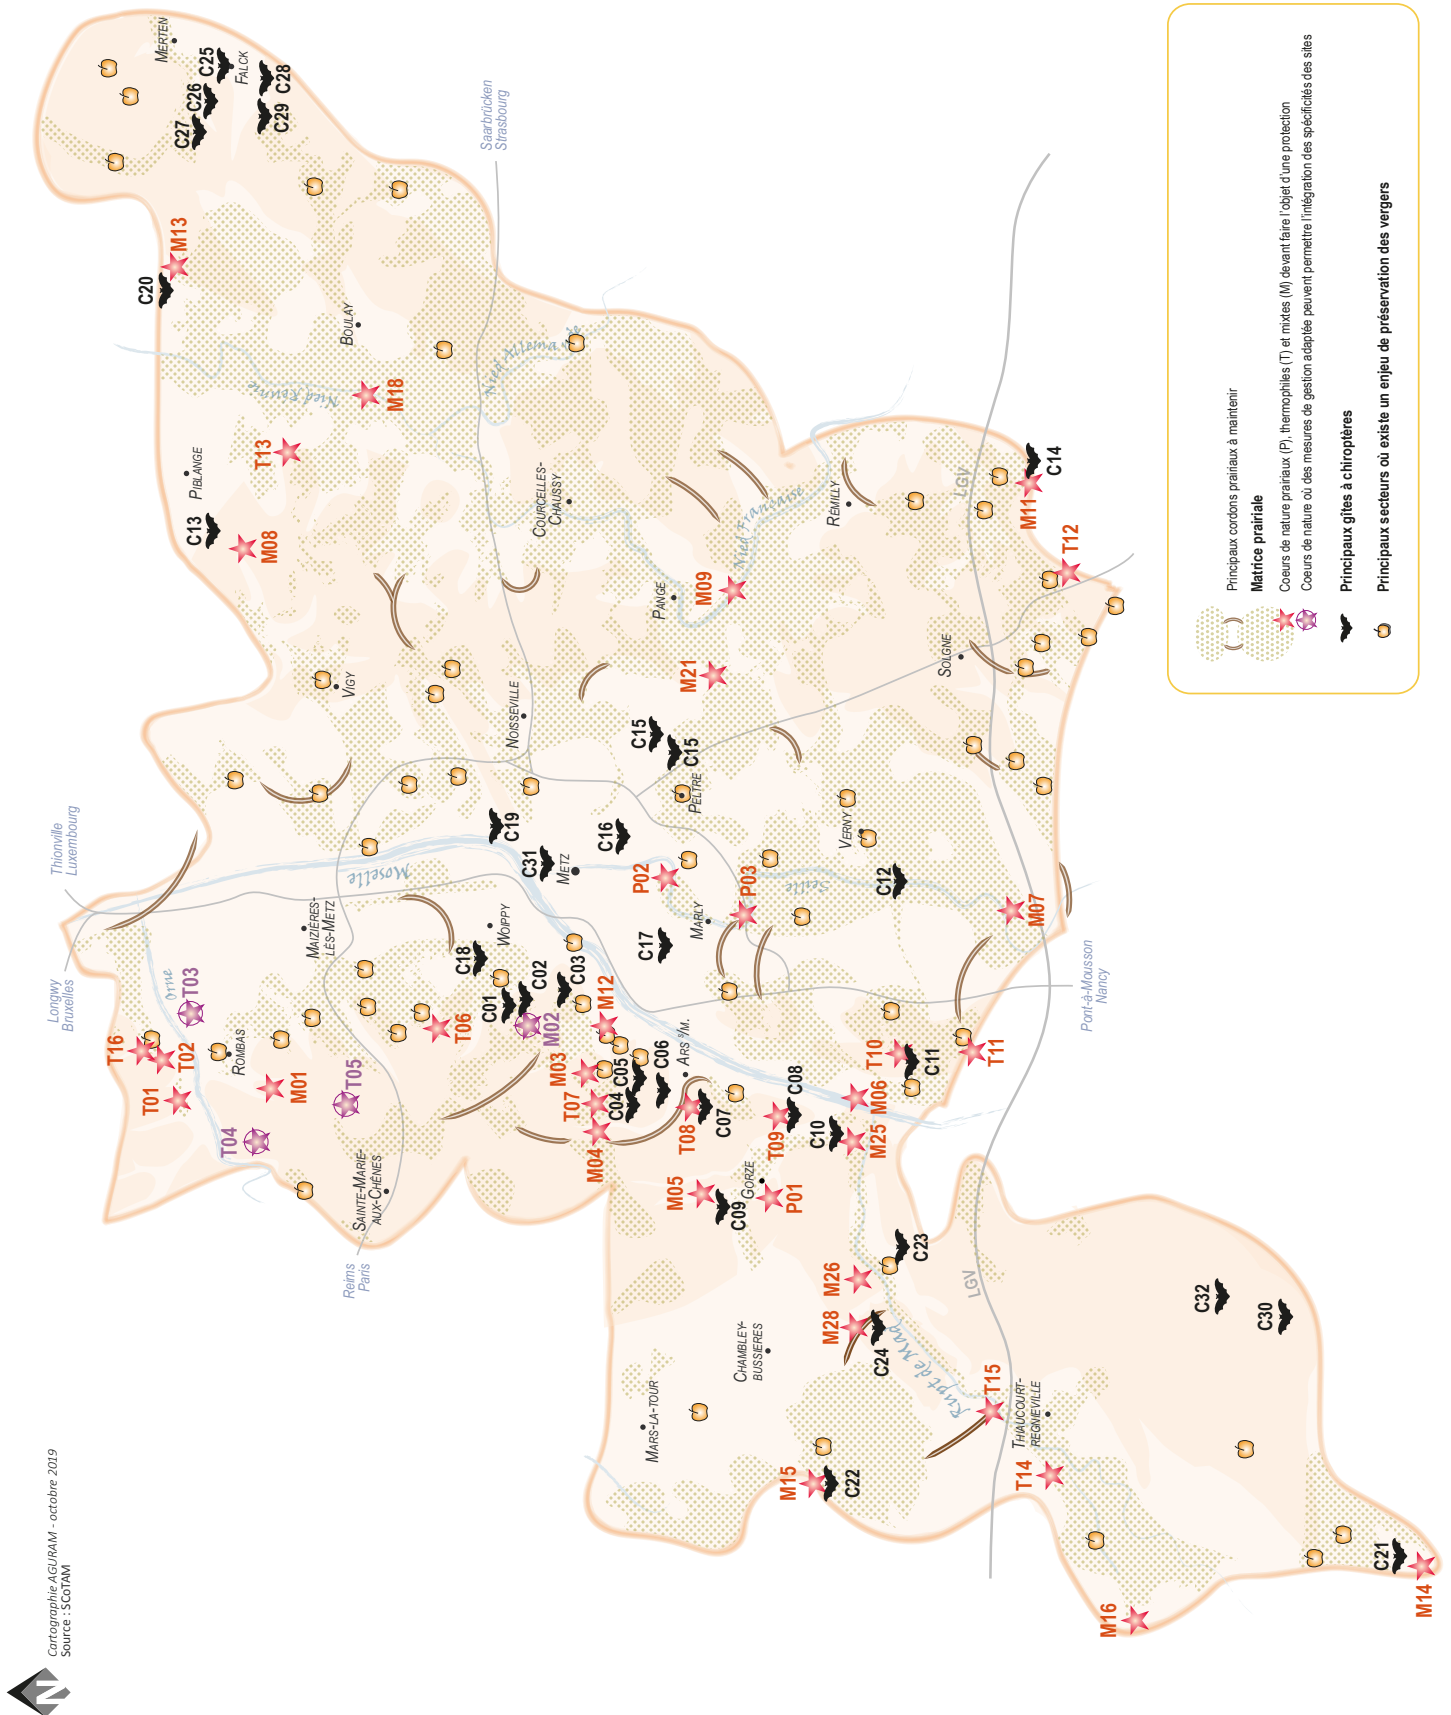 Cartographie AGURAM - octobre 2019
Source : SCoTAM
N
Longwy
Bruxelles
Thionville
Luxembourg
Saarbrücken
Strasbourg
Reims
Paris
Pont-à-Mousson
Nancy
LGV
LGV
Orne
Moselle
Seille
Nied Réunie
Nied Allemande
Nied Française
Rupt de Mad
MERTEN
FALCK
BOULAY
PIBLANGE
COURCELLES-
CHAUSSY
VIGY
NOISSEVILLE
PANGE
RÉMILLY
SOLGNE
PELTRE
VERNY
METZ
MARLY
WOIPPY
MAIZIÈRES-
LÈS-METZ
ROMBAS
SAINTE-MARIE-
AUX-CHÊNES
ARS S/M.
GORZE
CHAMBLEY-
BUSSIERES
MARS-LA-TOUR
THIAUCOURT-
REGNIEVILLE
C25
C26
C27
C28
C29
C20
M13
M18
T13
C13
M08
M09
M21
C14
M11
T12
C15
C15
C16
C19
C31
P02
P03
C12
M07
C17
C18
C01
C02
C03
M02
M12
T06
T03
T16
T02
T01
M01
T05
T04
M03
T07
C04
C05
C06
M04
T08
C07
C08
T09
T10
C11
T11
M06
M25
C10
M05
C09
P01
M26
C23
M28
C24
T15
T14
M15
C22
C32
C30
M16
C21
M14
Principaux cordons prairiaux à maintenir
Matrice prairiale
Coeurs de nature prairiaux (P), thermophiles (T) et mixtes (M) devant faire l'objet d'une protection
Coeurs de nature où des mesures de gestion adaptée peuvent permettre l'intégration des spécificités des sites
Principaux gîtes à chiroptères
Principaux secteurs où existe un enjeu de préservation des vergers